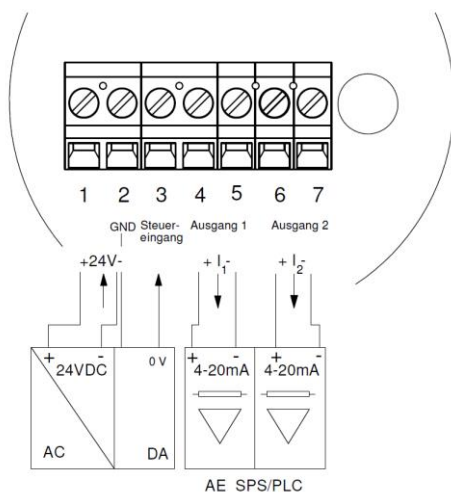 1 2 3 4 5 6 7
GND Steuer- Ausgang 1 Ausgang 2
eingang
+24V- + I1- + I2-
+ - 0 V + - + -
24VDC 4-20mA 4-20mA
AC DA
AE SPS/PLC